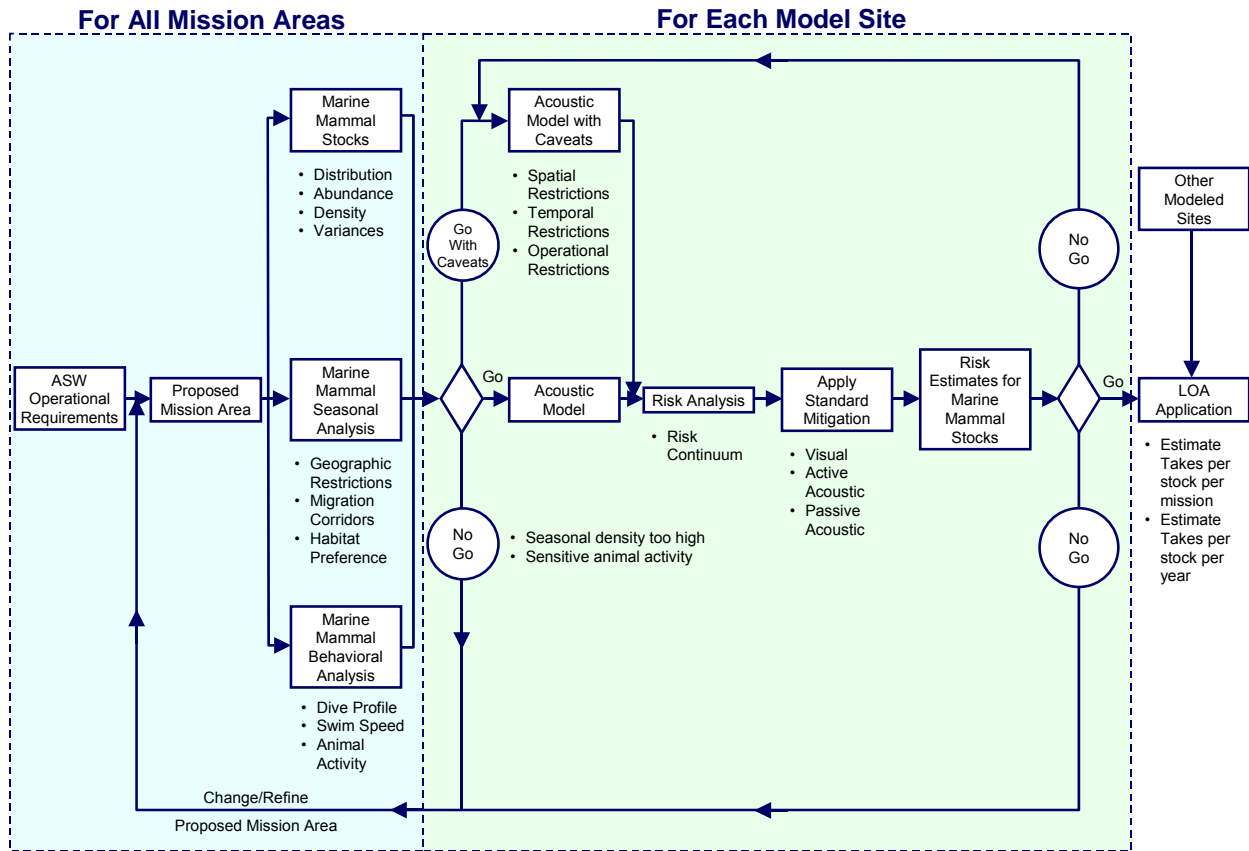 For All Mission Areas
For Each Model Site
Marine
Mammal
Stocks
• Distribution
• Abundance
• Density
• Variances
ASW
Operational
Requirements
Proposed
Mission Area
Marine
Mammal
Seasonal
Analysis
• Geographic
Restrictions
• Migration
Corridors
• Habitat
Preference
Marine
Mammal
Behavioral
Analysis
• Dive Profile
• Swim Speed
• Animal
Activity
Change/Refine
Proposed Mission Area
Go
With
Caveats
Acoustic
Model with
Caveats
• Spatial
Restrictions
• Temporal
Restrictions
• Operational
Restrictions
Go
Acoustic
Model
No
Go
• Seasonal density too high
• Sensitive animal activity
Risk Analysis
• Risk
Continuum
Apply
Standard
Mitigation
• Visual
• Active
Acoustic
• Passive
Acoustic
Risk
Estimates for
Marine
Mammal
Stocks
No
Go
Go
No
Go
Other
Modeled
Sites
LOA
Application
• Estimate
Takes per
stock per
mission
• Estimate
Takes per
stock per
year